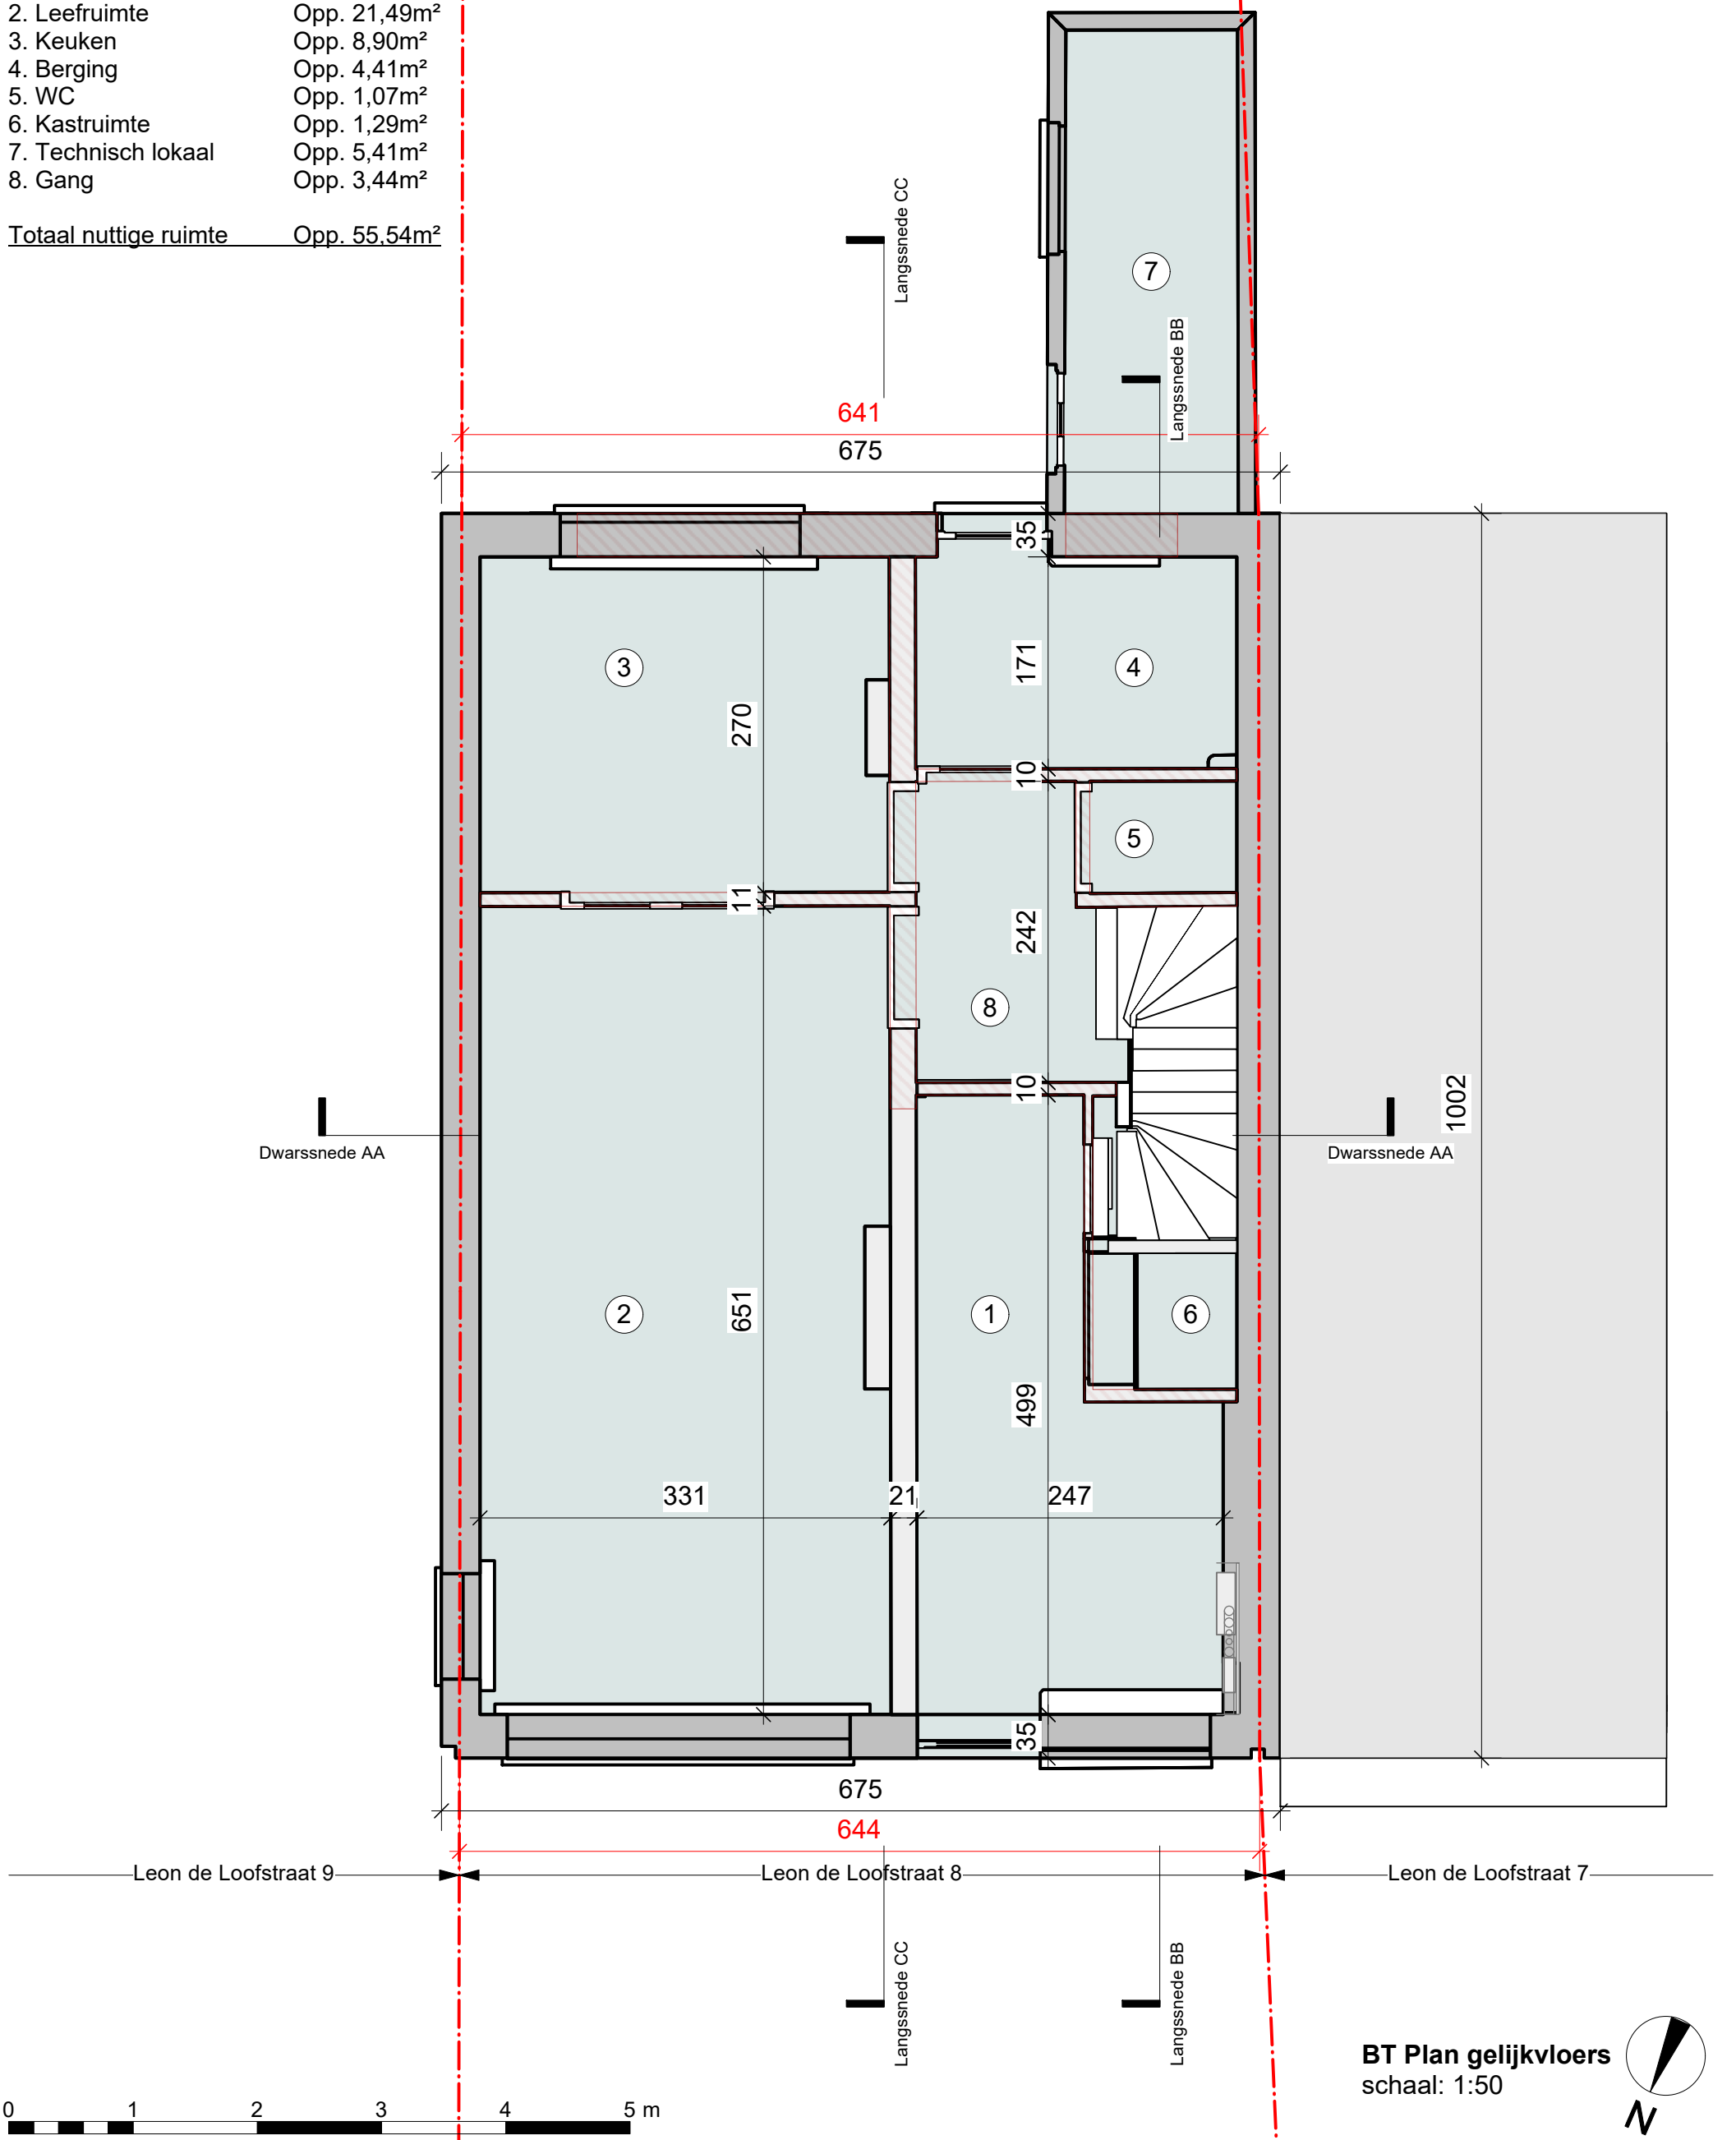 2. Leefruimte Opp. 21,49m²
3. Keuken Opp. 8,90m²
4. Berging Opp. 4,41m²
5. WC Opp. 1,07m²
6. Kastruimte Opp. 1,29m²
7. Technisch lokaal Opp. 5,41m²
8. Gang Opp. 3,44m²
Totaal nuttige ruimte Opp. 55,54m²
Langssnede CC
7
Langssnede BB
641
675
35
3
171
4
270
10
5
11
242
8
10
1002
Dwarssnede AA
Dwarssnede AA
2
651
1
6
499
331
21
247
35
675
644
Leon de Loofstraat 9
Leon de Loofstraat 8
Leon de Loofstraat 7
Langssnede CC
Langssnede BB
BT Plan gelijkvloers
schaal: 1:50
N
0 1 2 3 4 5 m